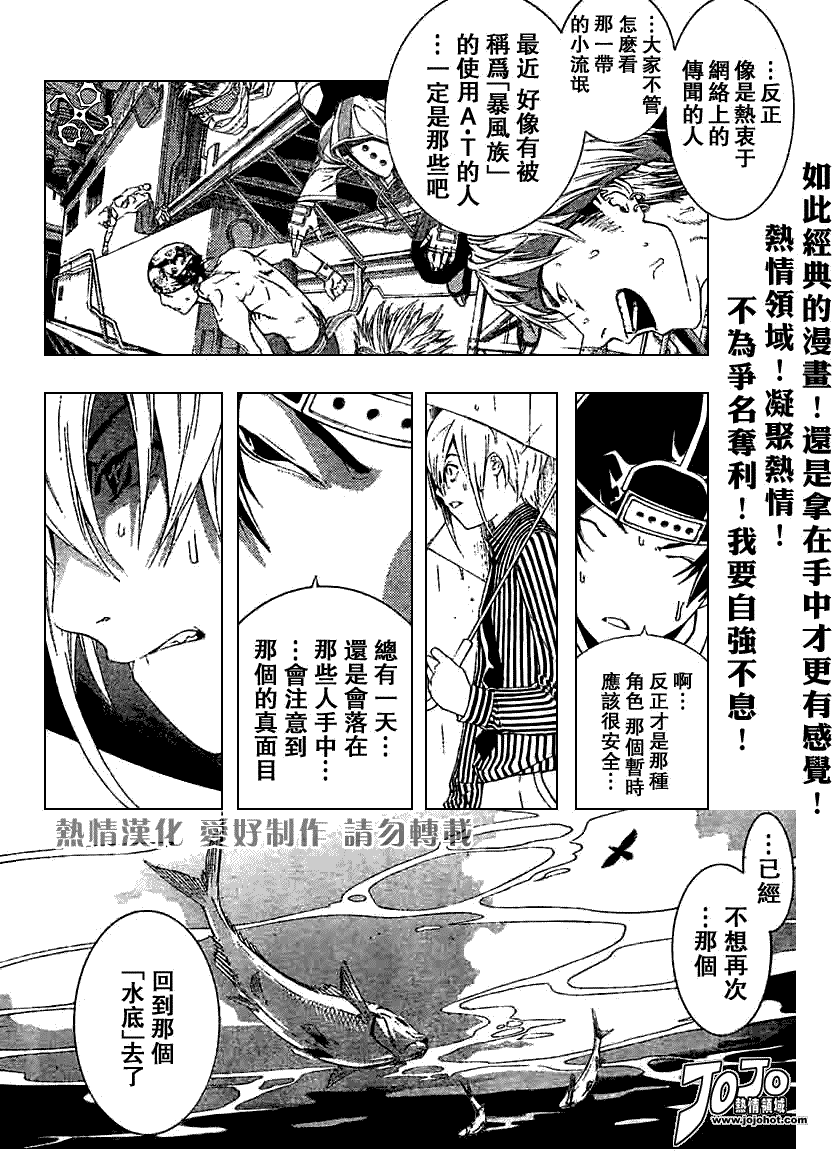 …反正
像是熱衷于
網絡上的
傳聞的人
…大家不管
怎麽看
那一帶
的小流氓
最近 好像有被
稱爲「暴風族」
的使用A·T的人
…一定是那些吧
如此經典的漫畫！還是拿在手中才更有感覺！
熱情領域！凝聚熱情！
不為爭名奪利！我要自強不息！
啊…
反正才是那種
角色 那個暫時
應該很安全…
總有一天…
還是會落在
那些人手中…
…會注意到
那個的真面目
熱情漢化 愛好制作 請勿轉載
…已經
不想再次
…那個
回到那個
「水底」去了
JOJO
熱情領域
www.jojohot.com